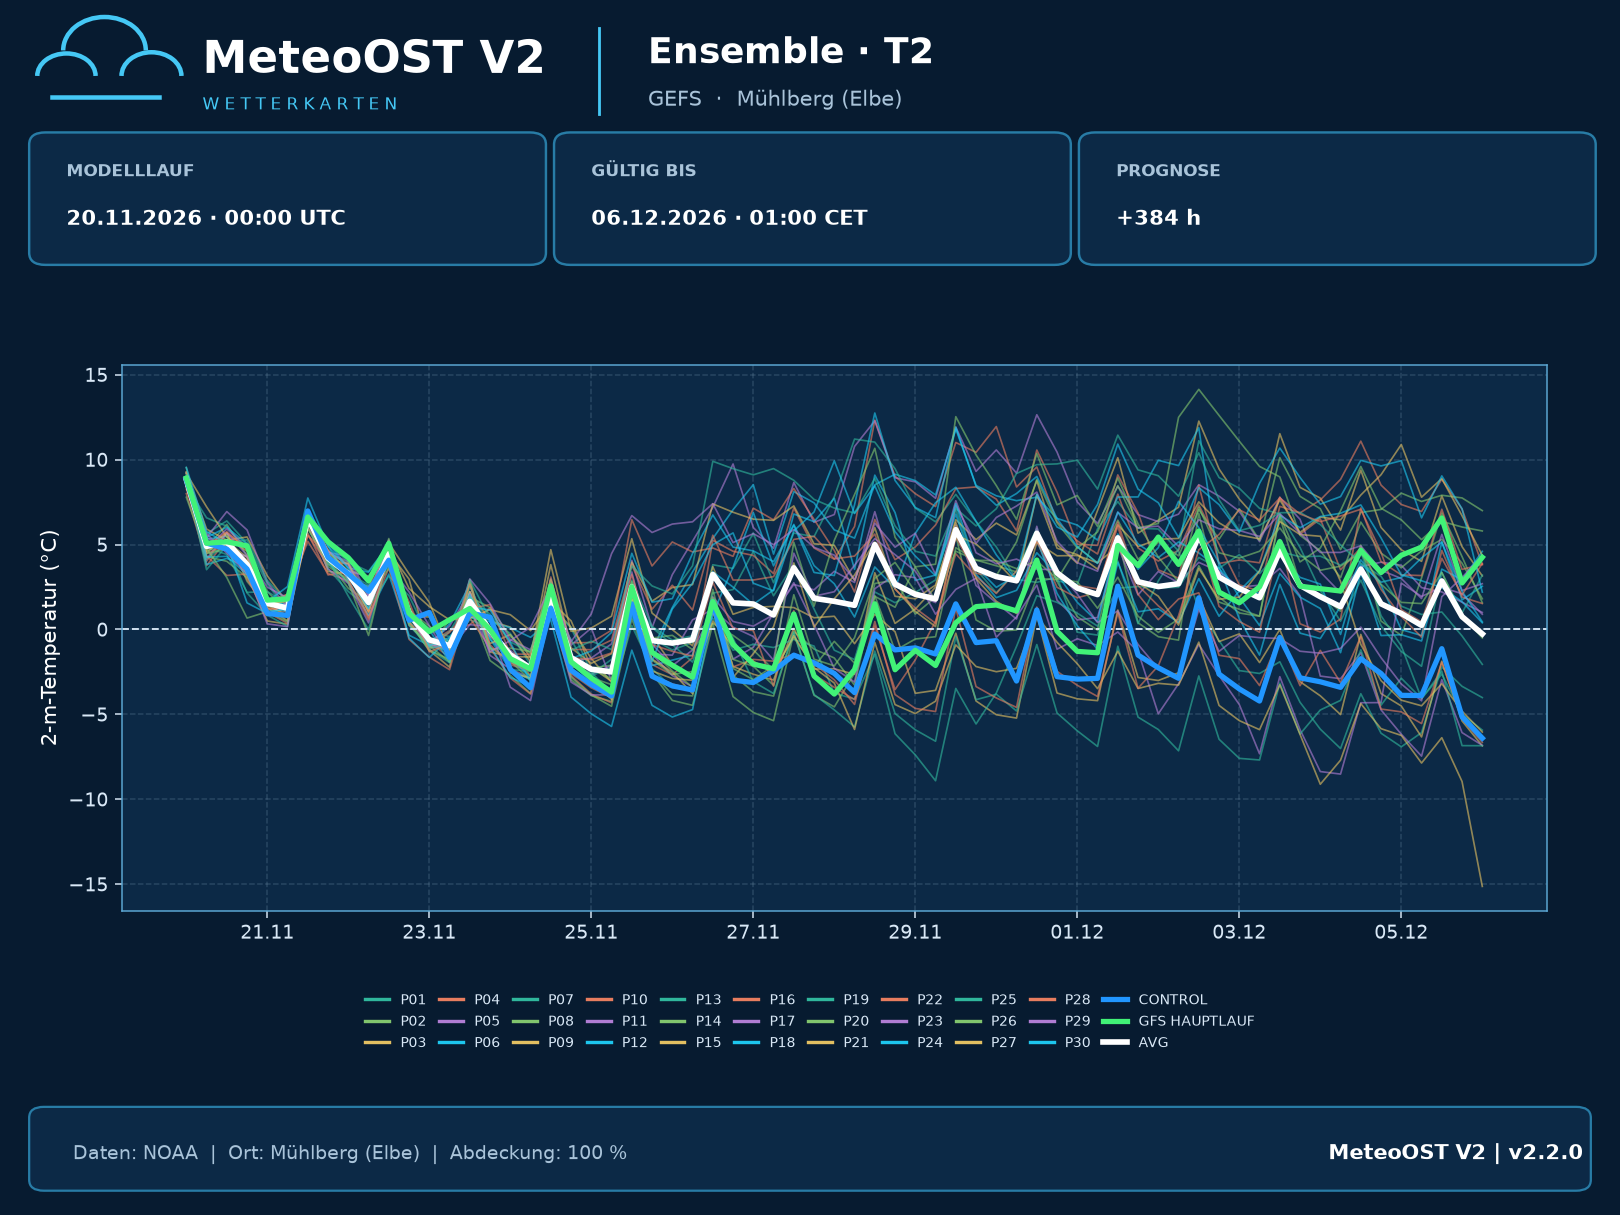 MeteoOST V2
WETTERKARTEN
Ensemble · T2
GEFS · Mühlberg (Elbe)
MODELLLAUF
20.11.2026 · 00:00 UTC
GÜLTIG BIS
06.12.2026 · 01:00 CET
PROGNOSE
+384 h
2-m-Temperatur (°C)
15
10
5
0
−5
−10
−15
21.11 23.11 25.11 27.11 29.11 01.12 03.12 05.12
P01 P04 P07 P10 P13 P16 P19 P22 P25 P28 CONTROL
P02 P05 P08 P11 P14 P17 P20 P23 P26 P29 GFS HAUPTLAUF
P03 P06 P09 P12 P15 P18 P21 P24 P27 P30 AVG
Daten: NOAA | Ort: Mühlberg (Elbe) | Abdeckung: 100 %
MeteoOST V2 | v2.2.0